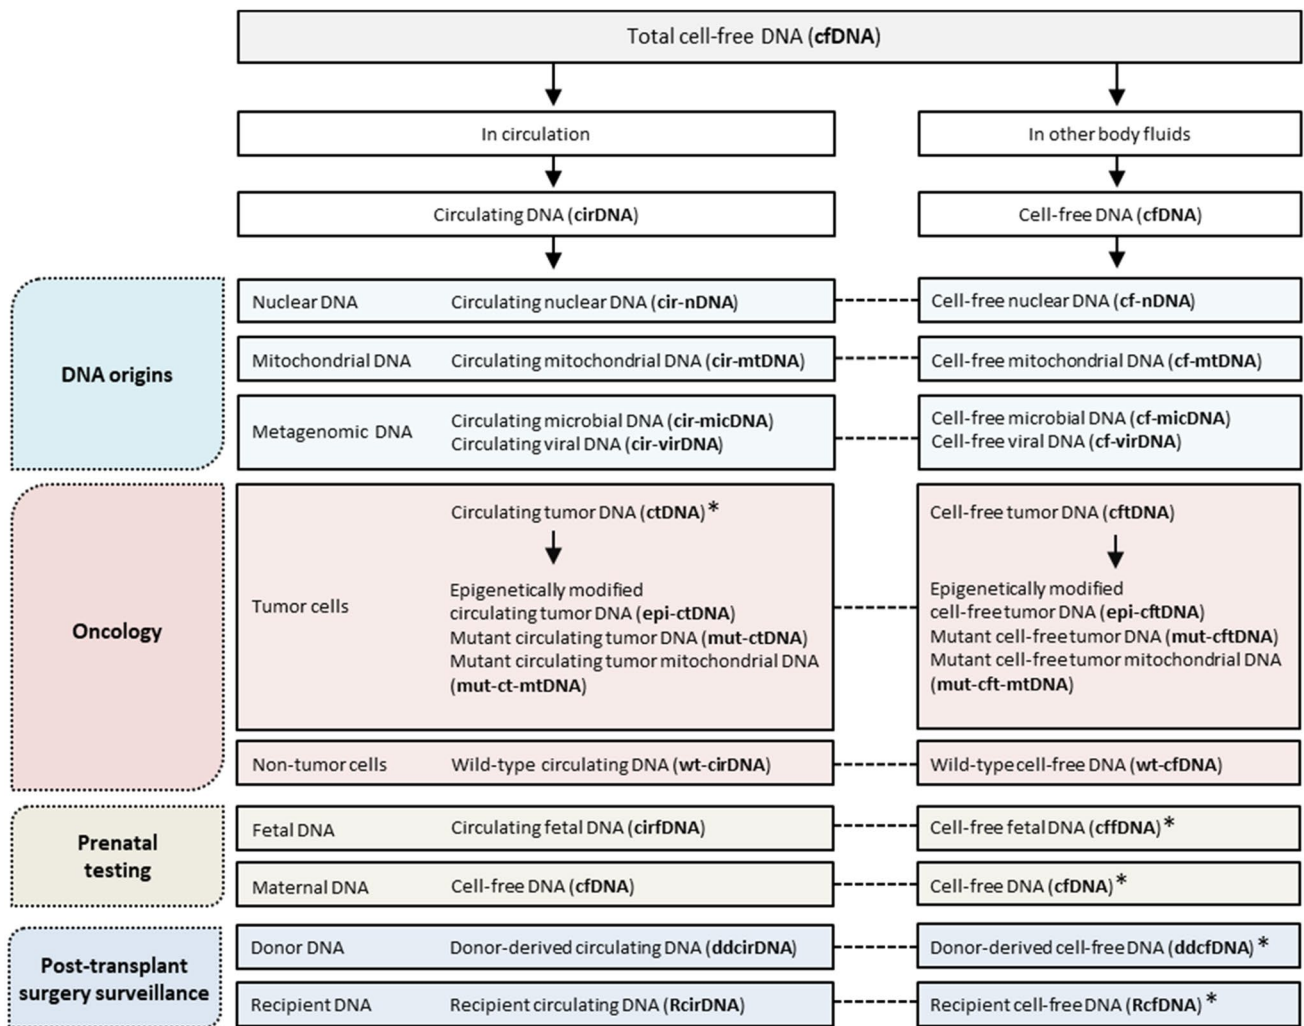 Total cell-free DNA (cfDNA)
In circulation
In other body fluids
Circulating DNA (cirDNA)
Cell-free DNA (cfDNA)
DNA origins
Nuclear DNA
Circulating nuclear DNA (cir-nDNA)
Cell-free nuclear DNA (cf-nDNA)
Mitochondrial DNA
Circulating mitochondrial DNA (cir-mtDNA)
Cell-free mitochondrial DNA (cf-mtDNA)
Metagenomic DNA
Circulating microbial DNA (cir-micDNA)
Circulating viral DNA (cir-virDNA)
Cell-free microbial DNA (cf-micDNA)
Cell-free viral DNA (cf-virDNA)
Oncology
Tumor cells
Circulating tumor DNA (ctDNA)*
Epigenetically modified
circulating tumor DNA (epi-ctDNA)
Mutant circulating tumor DNA (mut-ctDNA)
Mutant circulating tumor mitochondrial DNA
(mut-ct-mtDNA)
Cell-free tumor DNA (cftDNA)
Epigenetically modified
cell-free tumor DNA (epi-cftDNA)
Mutant cell-free tumor DNA (mut-cftDNA)
Mutant cell-free tumor mitochondrial DNA
(mut-cft-mtDNA)
Non-tumor cells
Wild-type circulating DNA (wt-cirDNA)
Wild-type cell-free DNA (wt-cfDNA)
Prenatal
testing
Fetal DNA
Circulating fetal DNA (cirfDNA)
Cell-free fetal DNA (cffDNA)*
Maternal DNA
Cell-free DNA (cfDNA)
Cell-free DNA (cfDNA)*
Post-transplant
surgery surveillance
Donor DNA
Donor-derived circulating DNA (ddcirDNA)
Donor-derived cell-free DNA (ddcfDNA)*
Recipient DNA
Recipient circulating DNA (RcirDNA)
Recipient cell-free DNA (RcfDNA)*